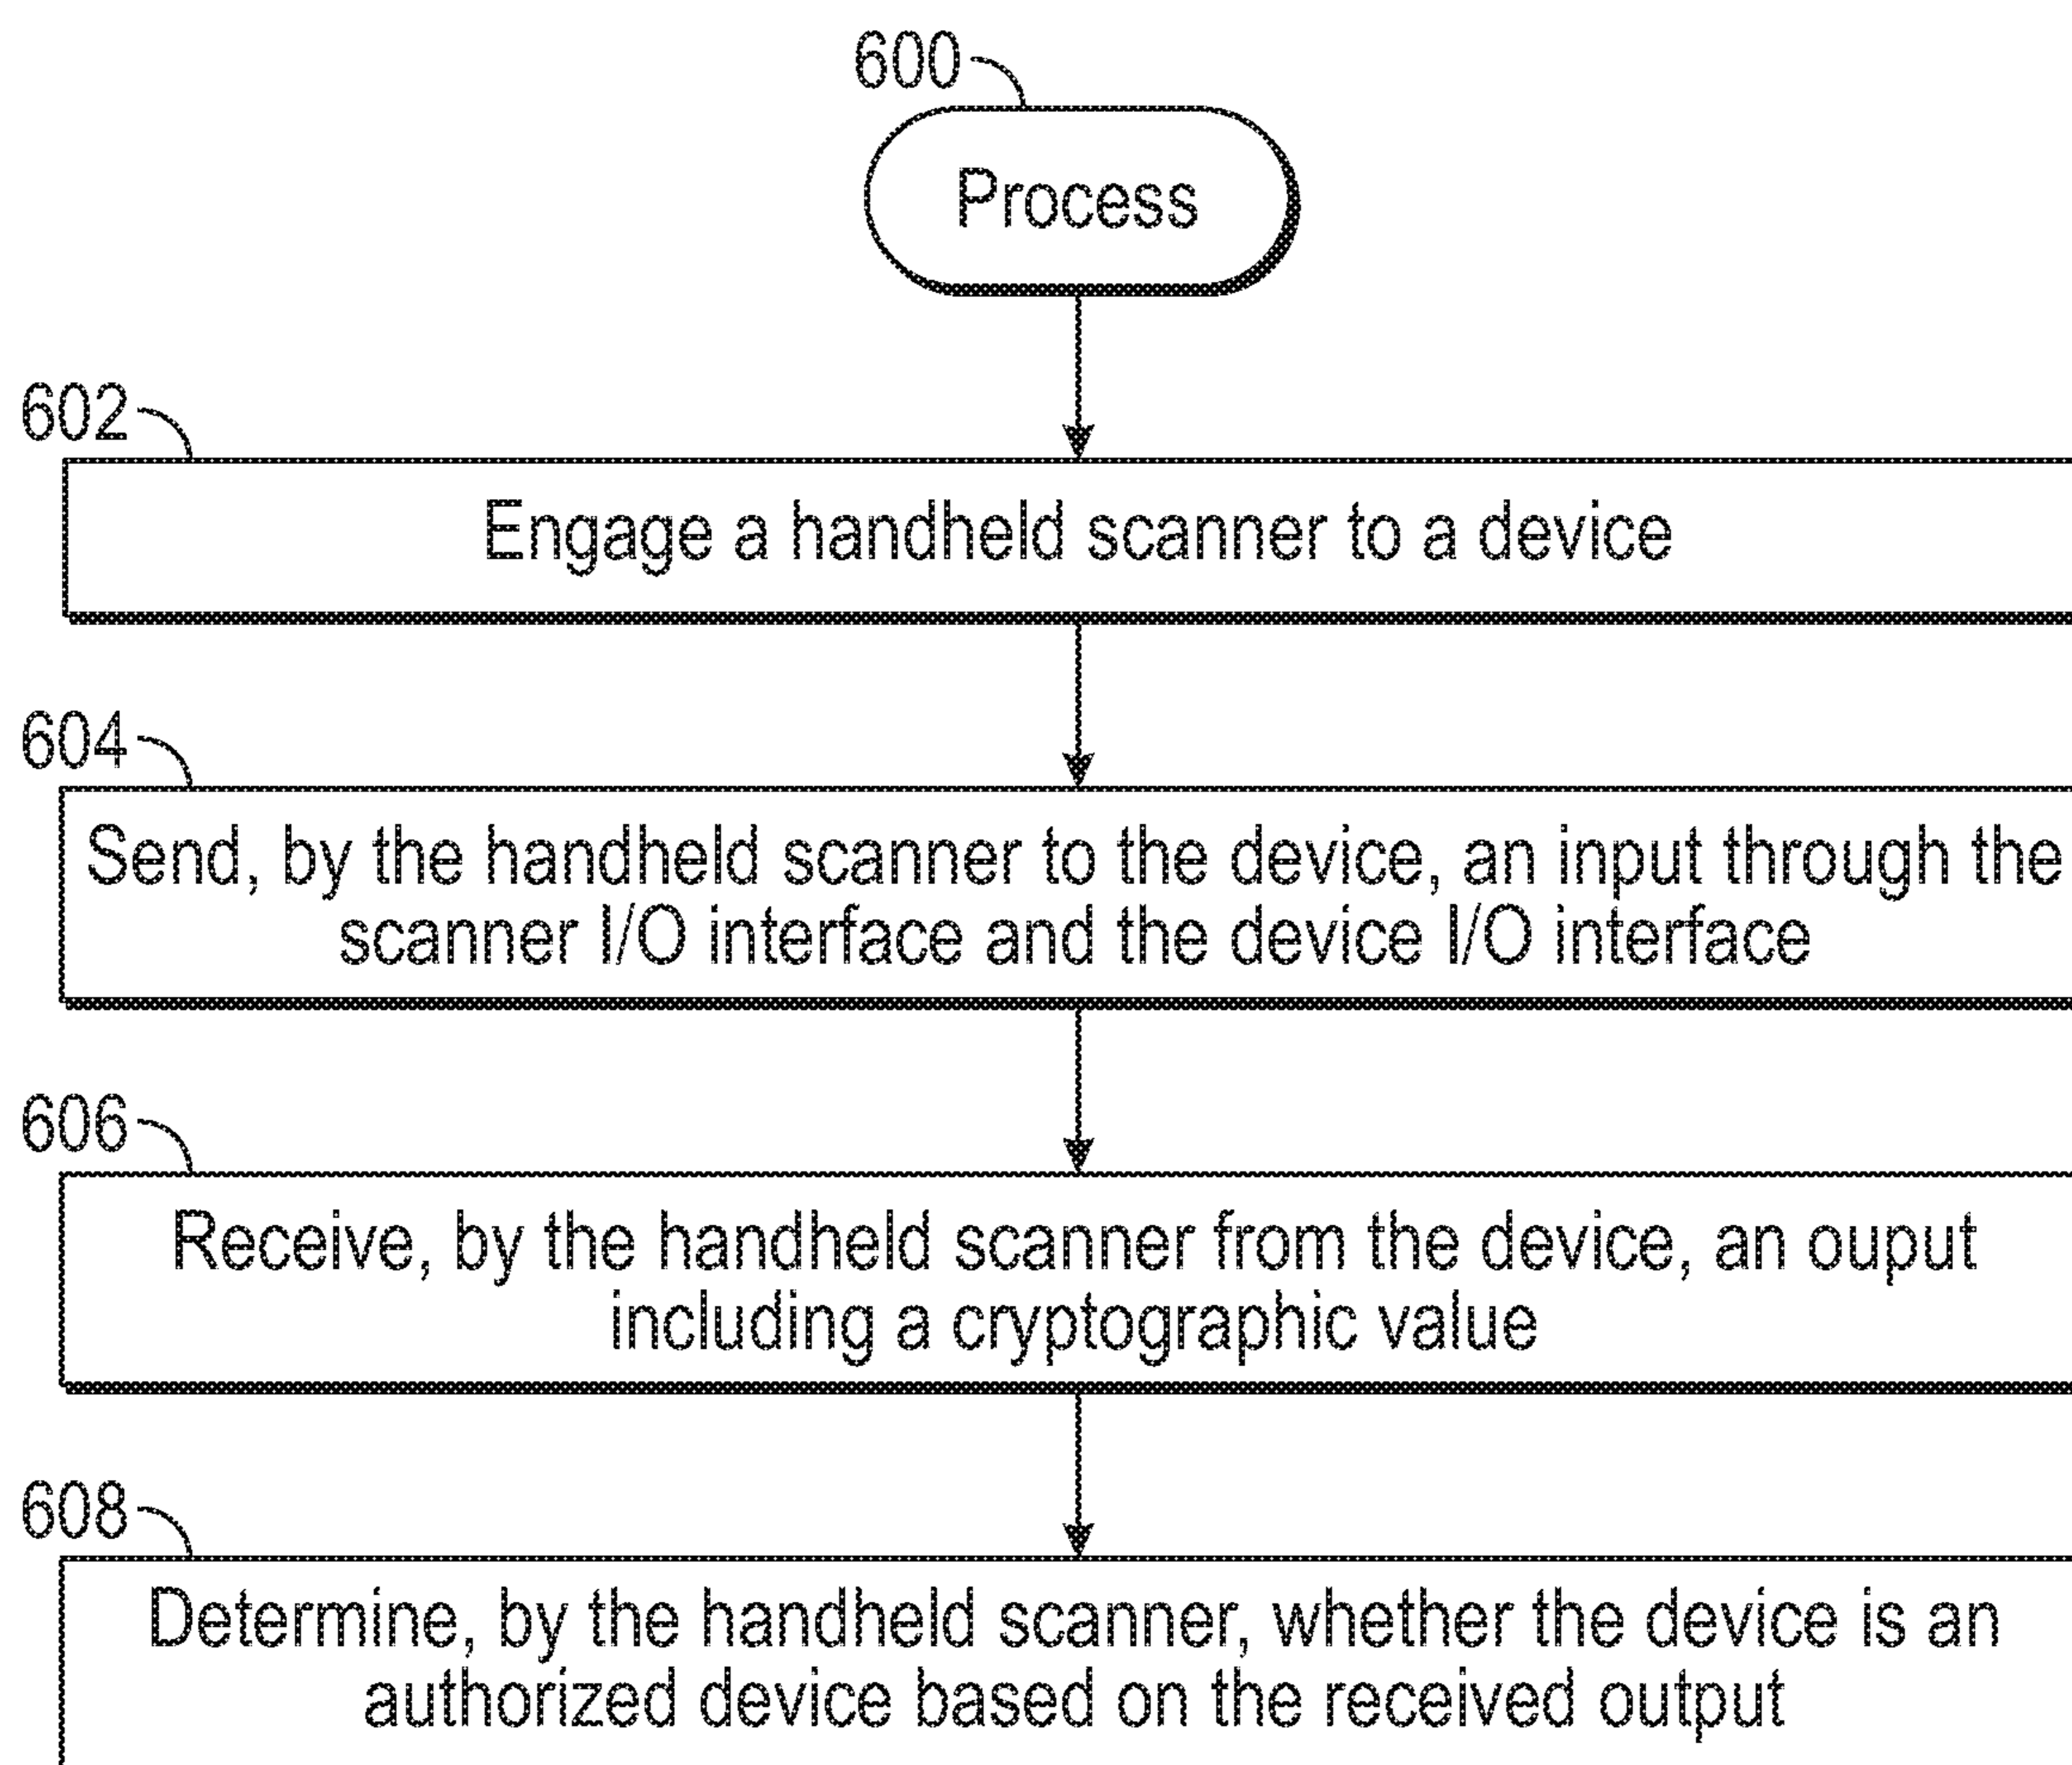 600
Process
602
Engage a handheld scanner to a device
604
Send, by the handheld scanner to the device, an input through the
scanner I/O interface and the device I/O interface
606
Receive, by the handheld scanner from the device, an ouput
including a cryptographic value
608
Determine, by the handheld scanner, whether the device is an
authorized device based on the received output